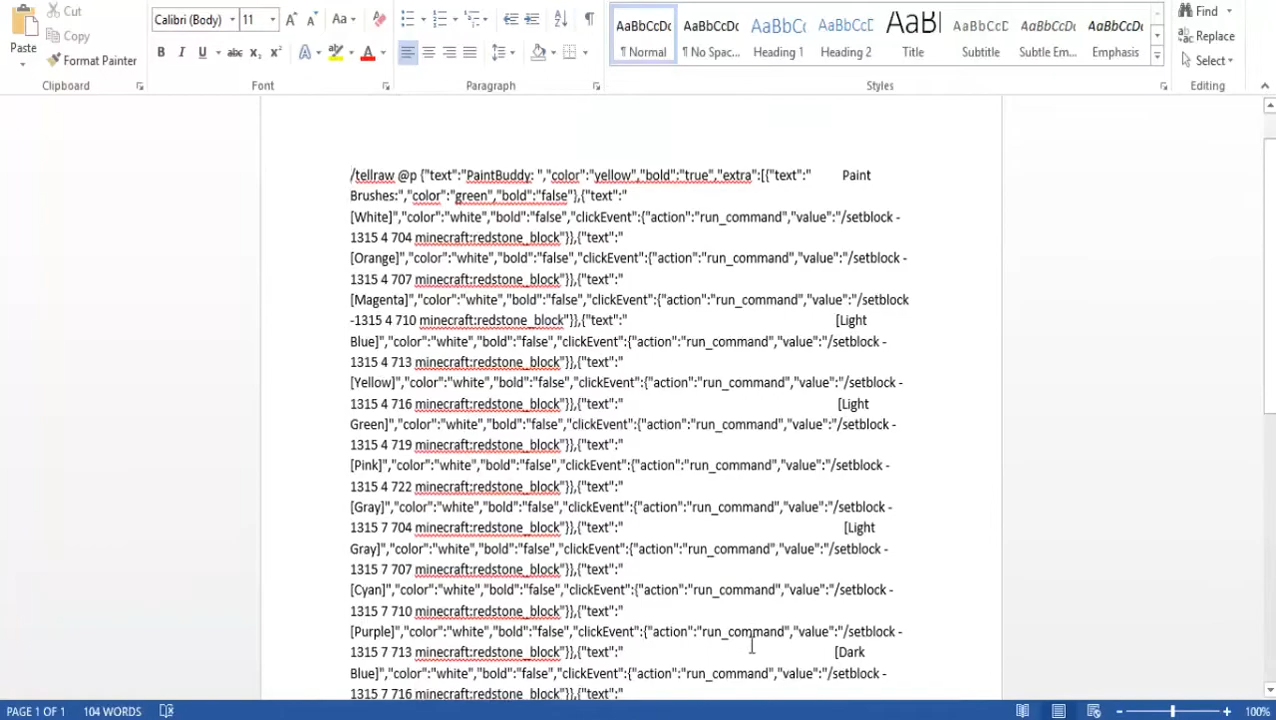 Cut
Copy
Paste
Format Painter
Clipboard
Calibri (Body) 11
Aa
B I U abc x₂ x²
Font
Paragraph
AaBbCcDc AaBbCcDc AaBbCc AaBbCcD AaBl AaBbCcD AaBbCcDc AaBbCcDc
¶ Normal ¶ No Spac... Heading 1 Heading 2 Title Subtitle Subtle Em... Emphasis
Styles
Find
Replace
Select
Editing
/tellraw @p {"text":"PaintBuddy: ","color":"yellow","bold":"true","extra":[{"text":" Paint
Brushes:","color":"green","bold":"false"},{"text":"
[White]","color":"white","bold":"false","clickEvent":{"action":"run_command","value":"/setblock -
1315 4 704 minecraft:redstone_block"}},{"text":"
[Orange]","color":"white","bold":"false","clickEvent":{"action":"run_command","value":"/setblock -
1315 4 707 minecraft:redstone_block"}},{"text":"
[Magenta]","color":"white","bold":"false","clickEvent":{"action":"run_command","value":"/setblock
-1315 4 710 minecraft:redstone_block"}},{"text":" [Light
Blue]","color":"white","bold":"false","clickEvent":{"action":"run_command","value":"/setblock -
1315 4 713 minecraft:redstone_block"}},{"text":"
[Yellow]","color":"white","bold":"false","clickEvent":{"action":"run_command","value":"/setblock -
1315 4 716 minecraft:redstone_block"}},{"text":" [Light
Green]","color":"white","bold":"false","clickEvent":{"action":"run_command","value":"/setblock -
1315 4 719 minecraft:redstone_block"}},{"text":"
[Pink]","color":"white","bold":"false","clickEvent":{"action":"run_command","value":"/setblock -
1315 4 722 minecraft:redstone_block"}},{"text":"
[Gray]","color":"white","bold":"false","clickEvent":{"action":"run_command","value":"/setblock -
1315 7 704 minecraft:redstone_block"}},{"text":" [Light
Gray]","color":"white","bold":"false","clickEvent":{"action":"run_command","value":"/setblock -
1315 7 707 minecraft:redstone_block"}},{"text":"
[Cyan]","color":"white","bold":"false","clickEvent":{"action":"run_command","value":"/setblock -
1315 7 710 minecraft:redstone_block"}},{"text":"
[Purple]","color":"white","bold":"false","clickEvent":{"action":"run_command","value":"/setblock -
1315 7 713 minecraft:redstone_block"}},{"text":" [Dark
Blue]","color":"white","bold":"false","clickEvent":{"action":"run_command","value":"/setblock -
1315 7 716 minecraft:redstone_block"}},{"text":"
PAGE 1 OF 1 104 WORDS 100%